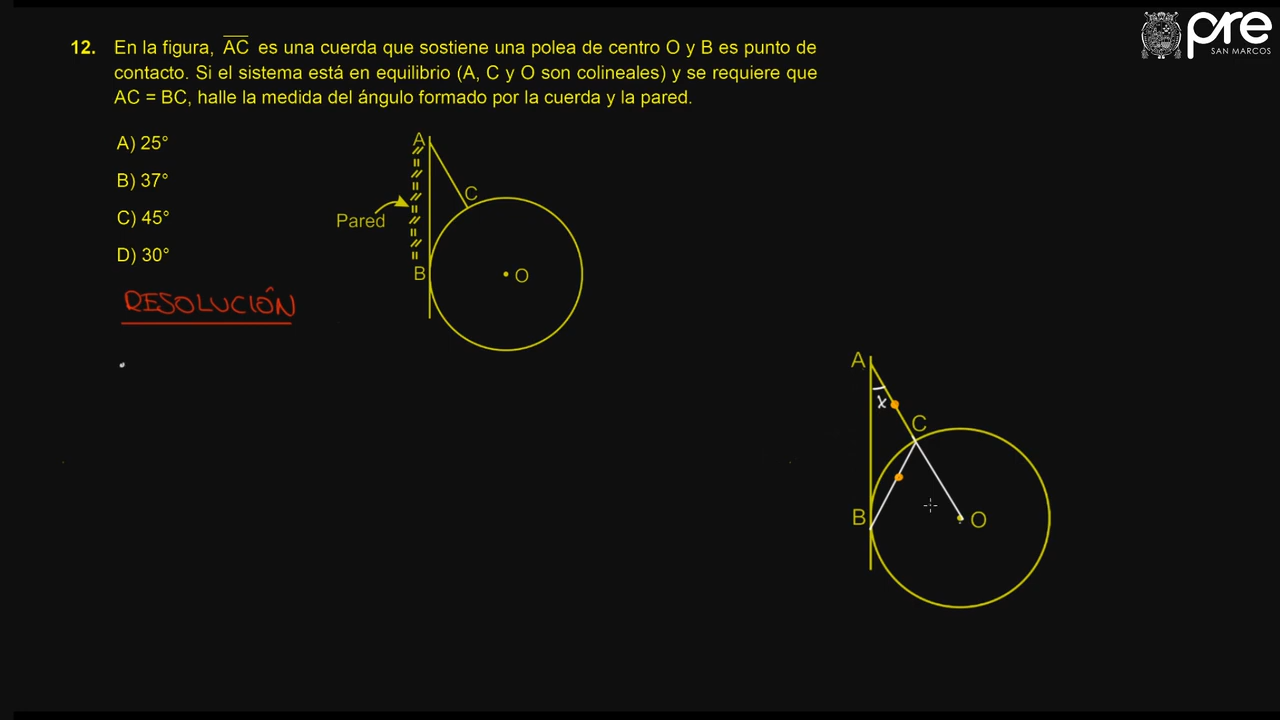 pre
SAN MARCOS
12. En la figura, AC es una cuerda que sostiene una polea de centro O y B es punto de
contacto. Si el sistema está en equilibrio (A, C y O son colineales) y se requiere que
AC = BC, halle la medida del ángulo formado por la cuerda y la pared.
A) 25°
B) 37°
C) 45°
D) 30°
A
C
Pared
B
O
RESOLUCIÓN
A
x
C
B
O